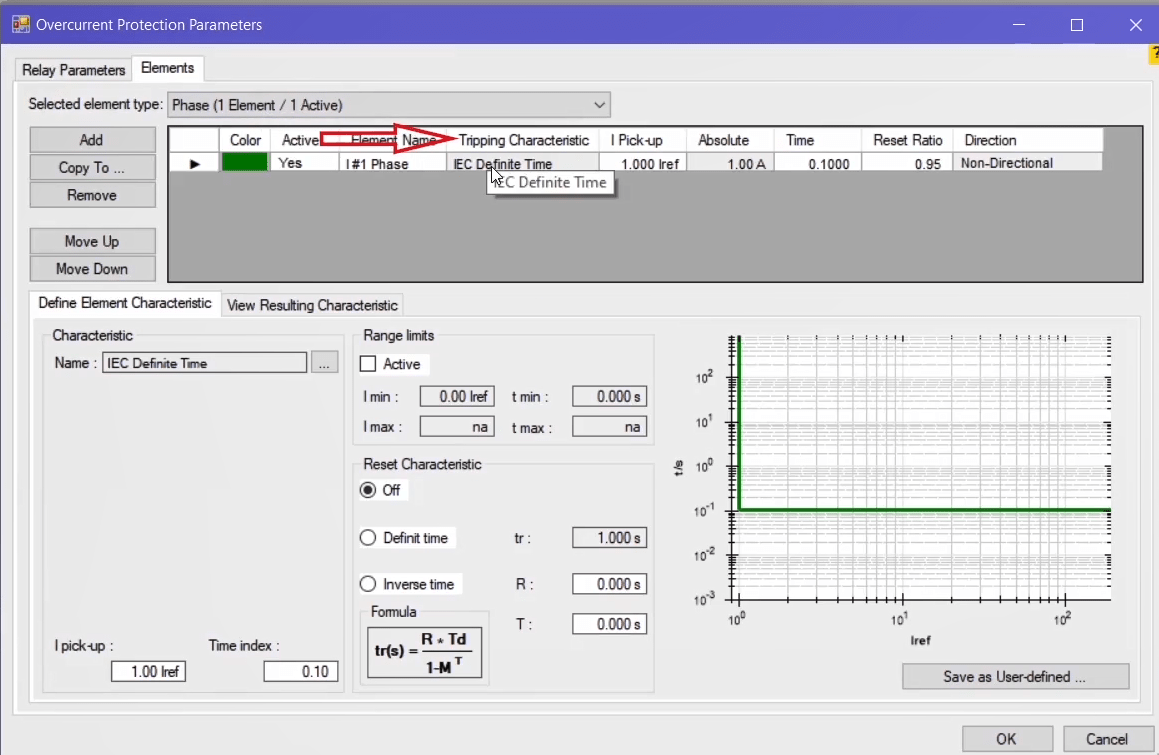 Overcurrent Protection Parameters
?
Relay Parameters Elements
Selected element type: Phase (1 Element / 1 Active)
Add
Copy To ...
Remove
Move Up
Move Down
Color Active Element Name Tripping Characteristic I Pick-up Absolute Time Reset Ratio Direction
Yes I #1 Phase IEC Definite Time 1.000 Iref 1.00 A 0.1000 0.95 Non-Directional
IEC Definite Time
Define Element Characteristic View Resulting Characteristic
Characteristic
Name : IEC Definite Time ...
I pick-up : Time index :
1.00 Iref 0.10
Range limits
Active
I min : 0.00 Iref t min : 0.000 s
I max : na t max : na
Reset Characteristic
Off
Definit time tr : 1.000 s
Inverse time R : 0.000 s
T : 0.000 s
Formula
tr(s) = R * Td / 1-M^T
t/s
10^2
10^1
10^0
10^-1
10^-2
10^-3
10^0 10^1 10^2
Iref
Save as User-defined ...
OK Cancel